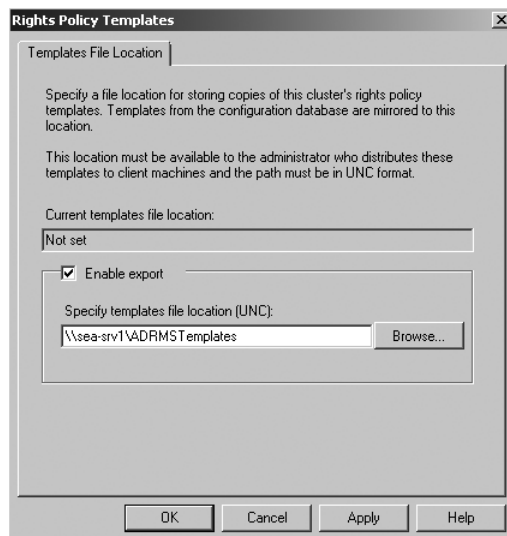 Rights Policy Templates
Templates File Location
Specify a file location for storing copies of this cluster's rights policy
templates. Templates from the configuration database are mirrored to this
location.
This location must be available to the administrator who distributes these
templates to client machines and the path must be in UNC format.
Current templates file location:
Not set
Enable export
Specify templates file location (UNC):
\\sea-srv1\ADRMSTemplates
Browse...
OK Cancel Apply Help